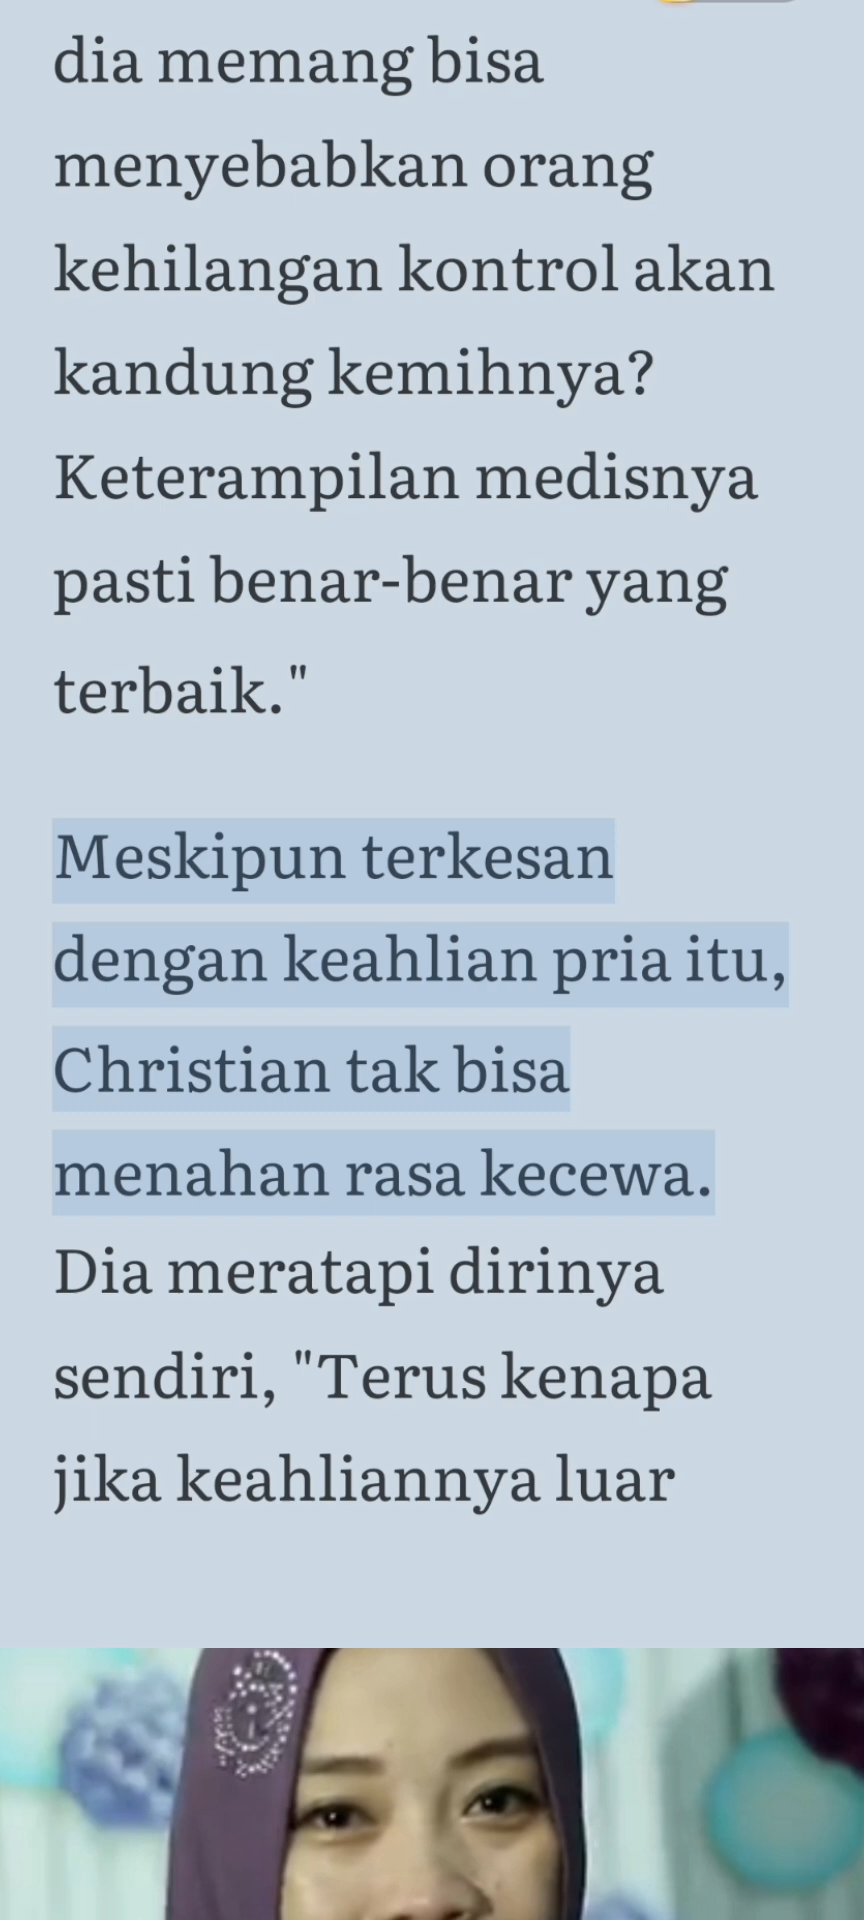 dia memang bisa
menyebabkan orang
kehilangan kontrol akan
kandung kemihnya?
Keterampilan medisnya
pasti benar-benar yang
terbaik."
Meskipun terkesan
dengan keahlian pria itu,
Christian tak bisa
menahan rasa kecewa.
Dia meratapi dirinya
sendiri, "Terus kenapa
jika keahliannya luar